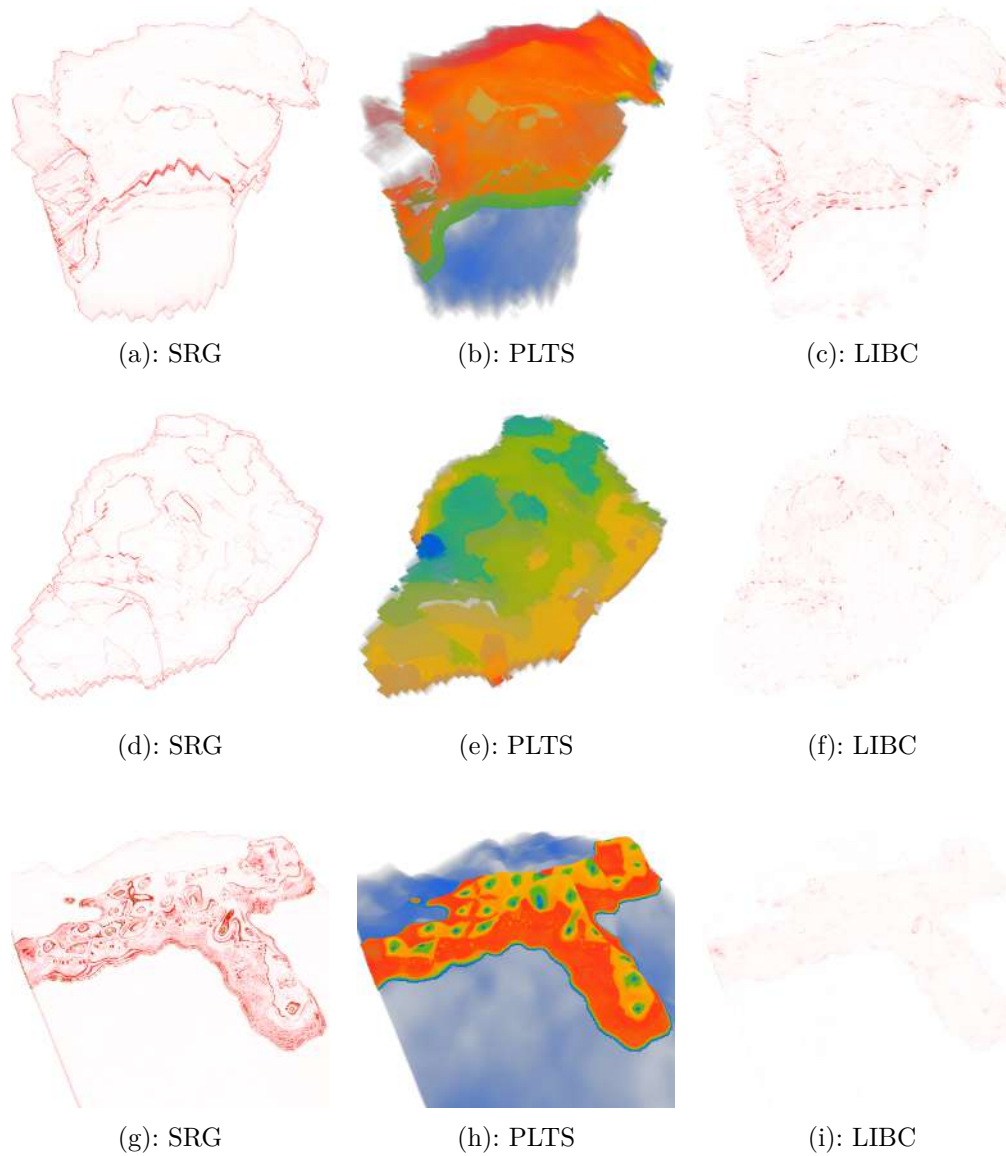 (a): SRG (b): PLTS (c): LIBC
(d): SRG (e): PLTS (f): LIBC
(g): SRG (h): PLTS (i): LIBC